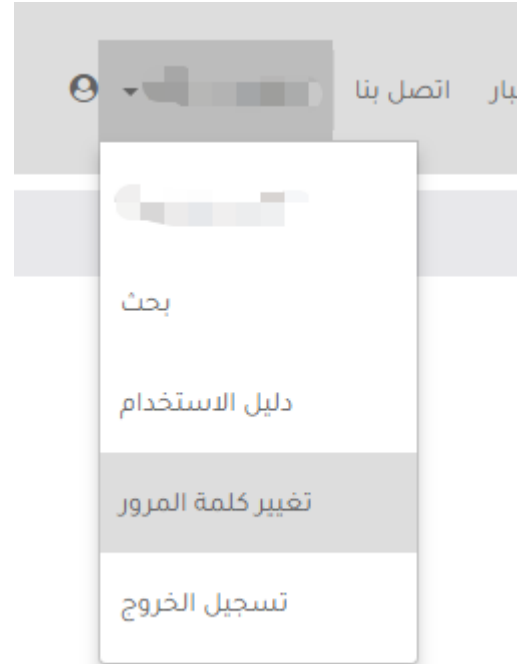 اتصل بنا
بحث
دليل الاستخدام
تغيير كلمة المرور
تسجيل الخروج